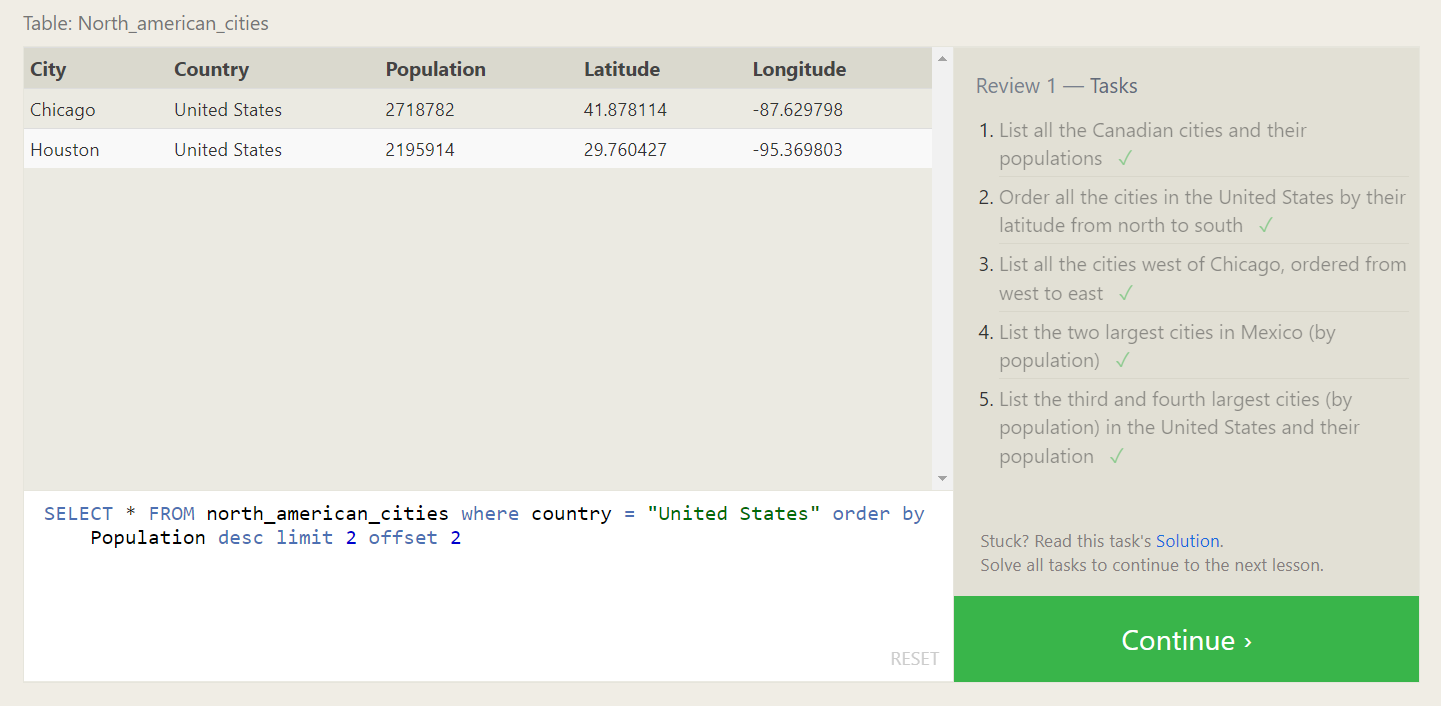 Table: North_american_cities
City Country Population Latitude Longitude
Chicago United States 2718782 41.878114 -87.629798
Houston United States 2195914 29.760427 -95.369803
SELECT * FROM north_american_cities where country = "United States" order by
Population desc limit 2 offset 2
RESET
Review 1 — Tasks
1. List all the Canadian cities and their
populations ✓
2. Order all the cities in the United States by their
latitude from north to south ✓
3. List all the cities west of Chicago, ordered from
west to east ✓
4. List the two largest cities in Mexico (by
population) ✓
5. List the third and fourth largest cities (by
population) in the United States and their
population ✓
Stuck? Read this task's Solution.
Solve all tasks to continue to the next lesson.
Continue ›